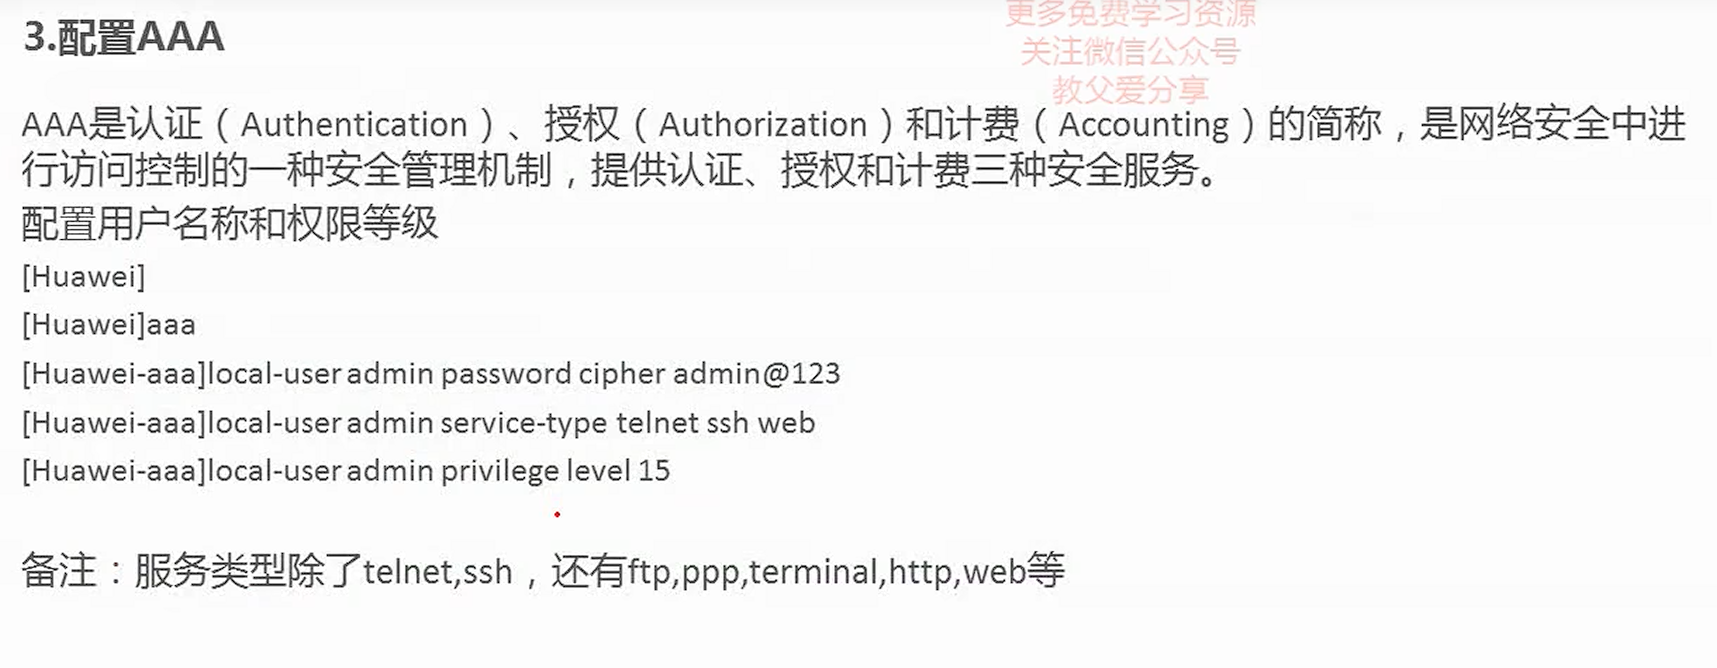 更多免费学习资源
3.配置AAA
关注微信公众号
教父爱分享
AAA是认证（Authentication）、授权（Authorization）和计费（Accounting）的简称，是网络安全中进
行访问控制的一种安全管理机制，提供认证、授权和计费三种安全服务。
配置用户名称和权限等级
[Huawei]
[Huawei]aaa
[Huawei-aaa]local-user admin password cipher admin@123
[Huawei-aaa]local-user admin service-type telnet ssh web
[Huawei-aaa]local-user admin privilege level 15
备注：服务类型除了telnet,ssh，还有ftp,ppp,terminal,http,web等